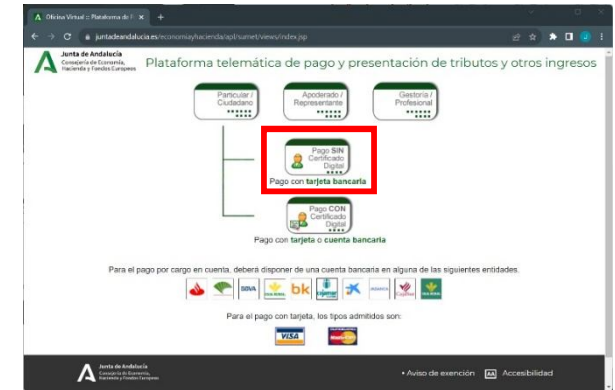 Oficina Virtual :: Plataforma de
juntadeandalucia.es/economiayhacienda/apl/surnet/views/index.jsp
Junta de Andalucía
Consejería de Economía,
Hacienda y Fondos Europeos
Plataforma telemática de pago y presentación de tributos y otros ingresos
Particular /
Ciudadano
Apoderado /
Representante
Gestoría /
Profesional
Pago SIN
Certificado
Digital
Pago con tarjeta bancaria
Pago CON
Certificado
Digital
Pago con tarjeta o cuenta bancaria
Para el pago por cargo en cuenta, deberá disponer de una cuenta bancaria en alguna de las siguientes entidades.
BBVA
bk
cajamar
Para el pago con tarjeta, los tipos admitidos son:
VISA
MasterCard
Junta de Andalucía
Consejería de Economía,
Hacienda y Fondos Europeos
• Aviso de exención
AA Accesibilidad